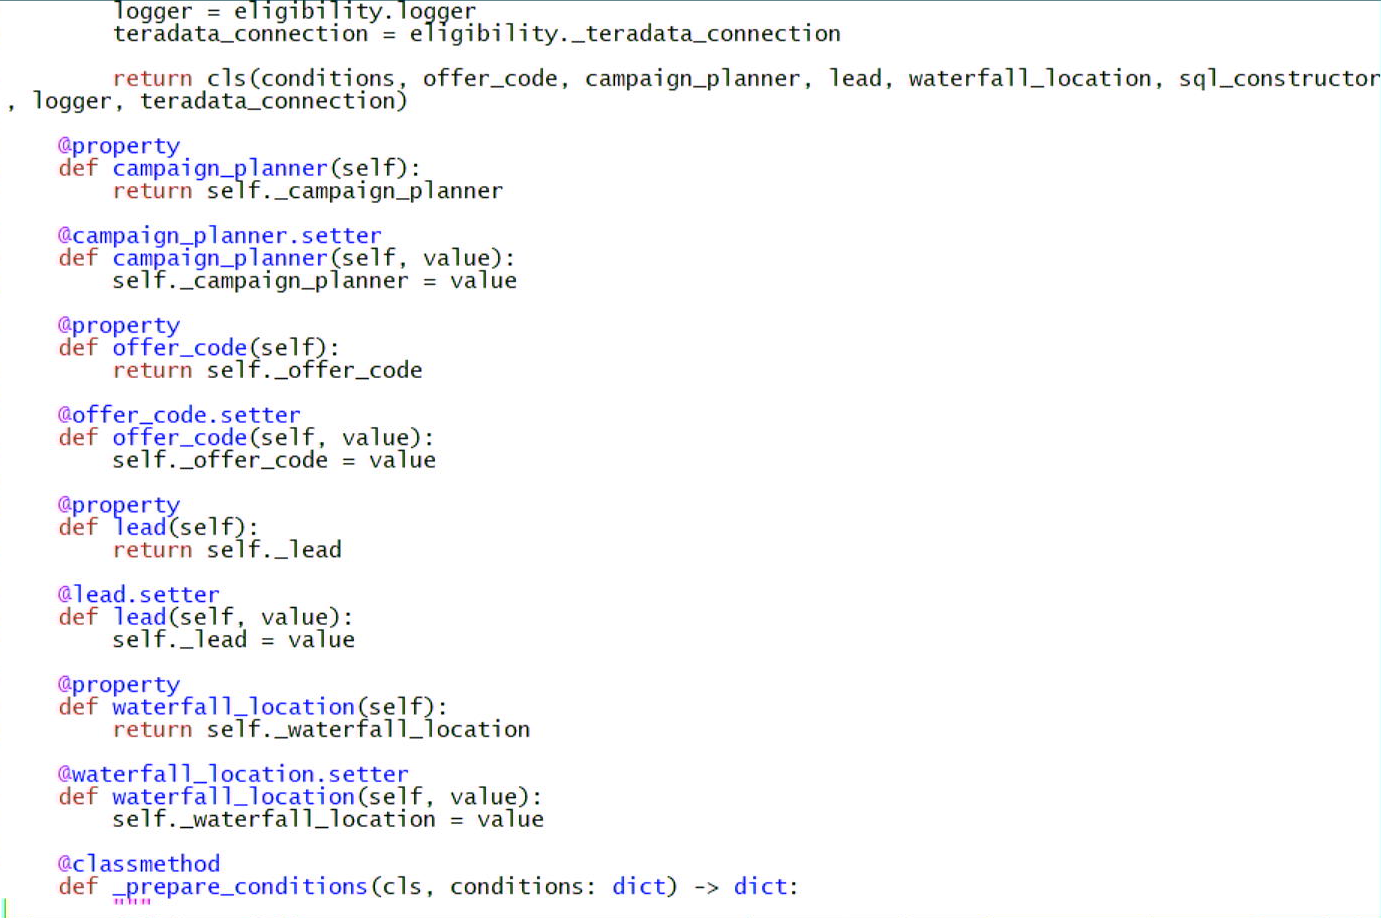 logger = eligibility.logger
        teradata_connection = eligibility._teradata_connection

        return cls(conditions, offer_code, campaign_planner, lead, waterfall_location, sql_constructor
, logger, teradata_connection)

    @property
    def campaign_planner(self):
        return self._campaign_planner

    @campaign_planner.setter
    def campaign_planner(self, value):
        self._campaign_planner = value

    @property
    def offer_code(self):
        return self._offer_code

    @offer_code.setter
    def offer_code(self, value):
        self._offer_code = value

    @property
    def lead(self):
        return self._lead

    @lead.setter
    def lead(self, value):
        self._lead = value

    @property
    def waterfall_location(self):
        return self._waterfall_location

    @waterfall_location.setter
    def waterfall_location(self, value):
        self._waterfall_location = value

    @classmethod
    def _prepare_conditions(cls, conditions: dict) -> dict:
        """